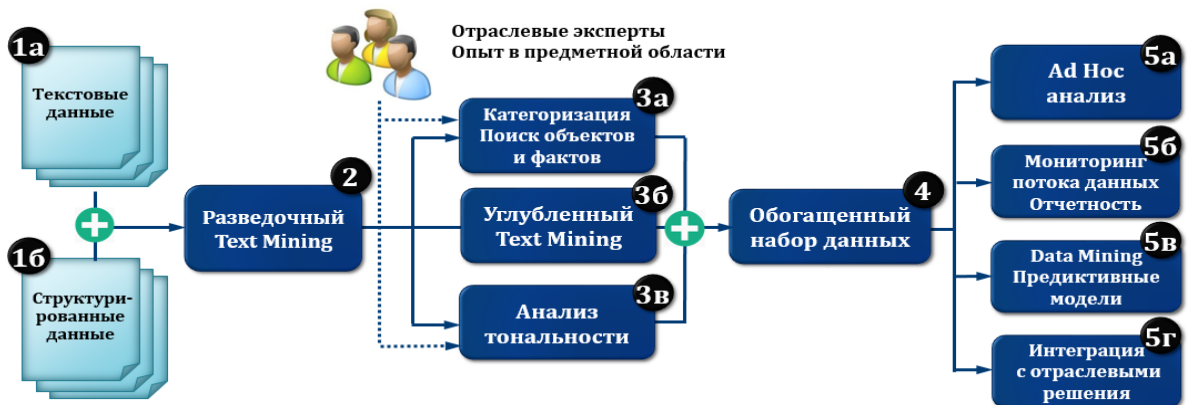 1а
Текстовые
данные
1б
Структури-
рованные
данные
2
Разведочный
Text Mining
Отраслевые эксперты
Опыт в предметной области
3а
Категоризация
Поиск объектов
и фактов
3б
Углубленный
Text Mining
3в
Анализ
тональности
4
Обогащенный
набор данных
5а
Ad Hoc
анализ
5б
Мониторинг
потока данных
Отчетность
5в
Data Mining
Предиктивные
модели
5г
Интеграция
с отраслевыми
решения